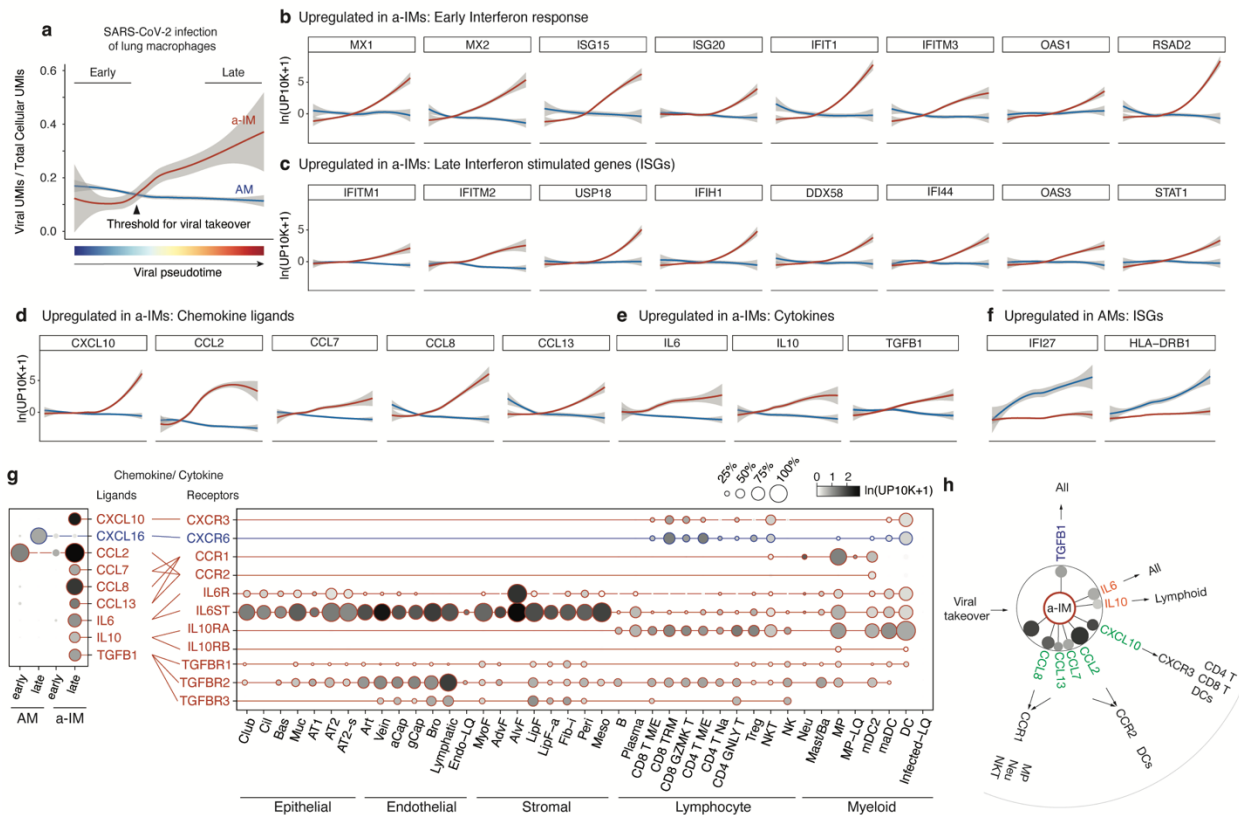 a
SARS-CoV-2 infection
of lung macrophages
Early
Late
0.6
0.4
0.2
0.0
Viral UMIs / Total Cellular UMIs
a-IM
AM
Threshold for viral takeover
Viral pseudotime
b Upregulated in a-IMs: Early Interferon response
MX1 MX2 ISG15 ISG20 IFIT1 IFITM3 OAS1 RSAD2
ln(UP10K+1)
5
0
c Upregulated in a-IMs: Late Interferon stimulated genes (ISGs)
IFITM1 IFITM2 USP18 IFIH1 DDX58 IFI44 OAS3 STAT1
ln(UP10K+1)
5
0
d Upregulated in a-IMs: Chemokine ligands
CXCL10 CCL2 CCL7 CCL8 CCL13
ln(UP10K+1)
5
0
e Upregulated in a-IMs: Cytokines
IL6 IL10 TGFB1
f Upregulated in AMs: ISGs
IFI27 HLA-DRB1
g
Chemokine/ Cytokine
Ligands Receptors
25% 50% 75% 100%
0 1 2
ln(UP10K+1)
CXCL10
CXCL16
CCL2
CCL7
CCL8
CCL13
IL6
IL10
TGFB1
early late early late
AM a-IM
CXCR3
CXCR6
CCR1
CCR2
IL6R
IL6ST
IL10RA
IL10RB
TGFBR1
TGFBR2
TGFBR3
Club Cil Bas Muc AT1 AT2 AT2-s Art Vein aCap gCap Bro Lymphatic Endo-LQ MyoF AdvF AlvF LipF LipF-a Fib-i Peri Meso B Plasma CD8 T M/E CD8 TRM CD8 GZMK T CD4 T M/E CD4 T Na CD4 GNLY T Treg NKT NK Neu Mast/Ba MP MP-LQ mDC2 maDC DC Infected-LQ
Epithelial Endothelial Stromal Lymphocyte Myeloid
h
All
TGFB1
IL6
All
IL10
Lymphoid
Viral
takeover
a-IM
CXCL10
CXCR3
CD4 T
CD8 T
DCs
CCL2
CCL7
CCL13
CCL8
CCR2
DCs
CCR1
MP
Neu
NKT